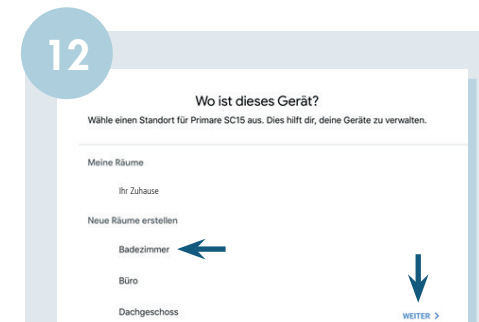 12
Wo ist dieses Gerät?
Wähle einen Standort für Primare SC15 aus. Dies hilft dir, deine Geräte zu verwalten.
Meine Räume
Ihr Zuhause
Neue Räume erstellen
Badezimmer
Büro
Dachgeschoss
WEITER >